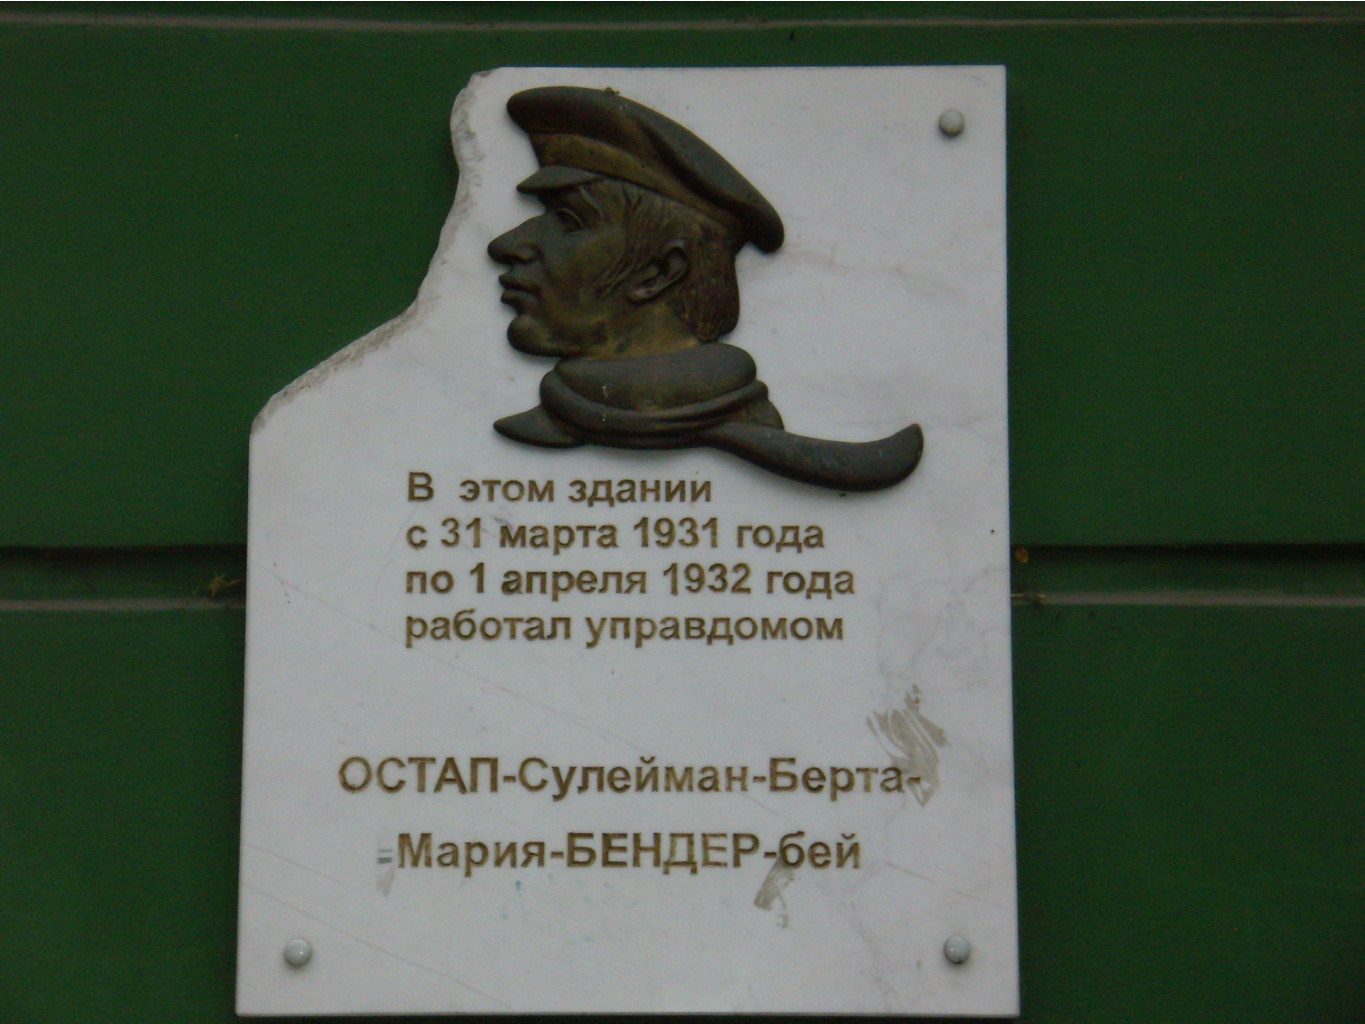 В этом здании
с 31 марта 1931 года
по 1 апреля 1932 года
работал управдомом
ОСТАП-Сулейман-Берта-
-Мария-БЕНДЕР-бей